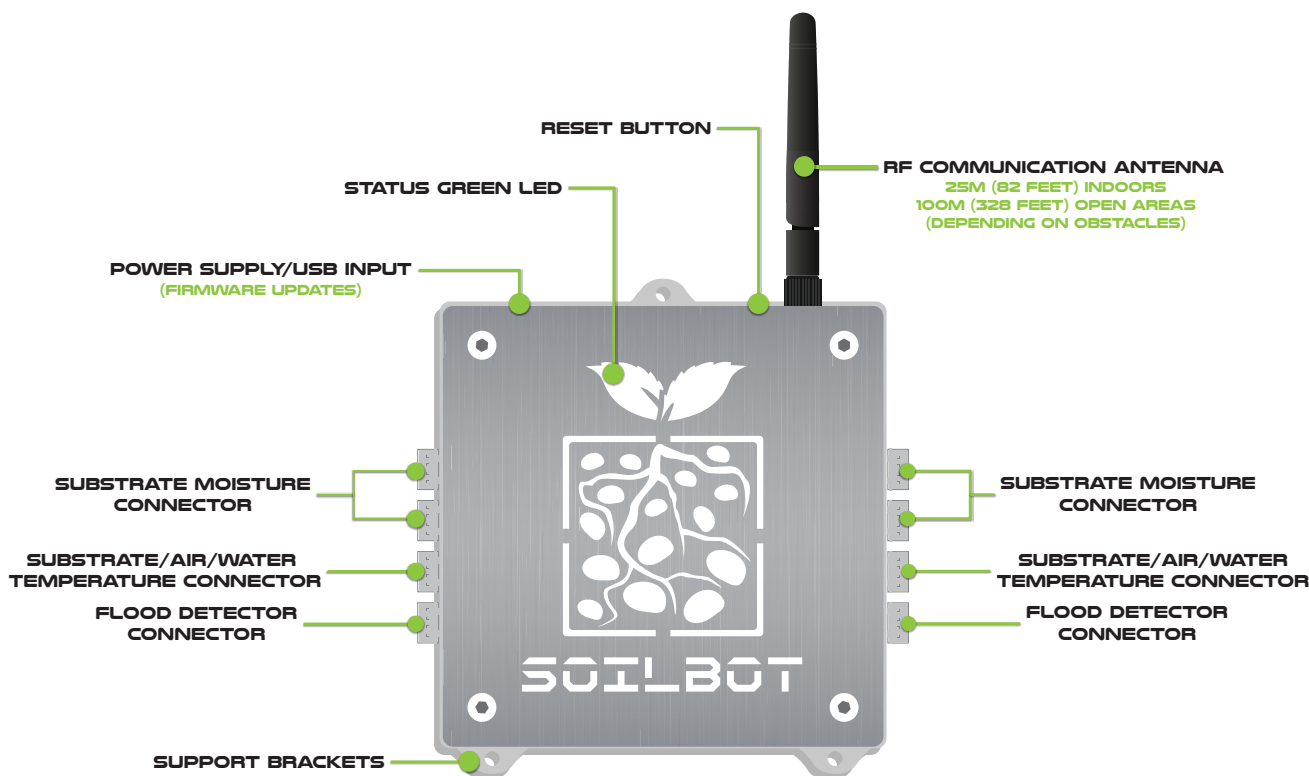 RESET BUTTON
RF COMMUNICATION ANTENNA
25M (82 FEET) INDOORS
100M (328 FEET) OPEN AREAS
(DEPENDING ON OBSTACLES)
STATUS GREEN LED
POWER SUPPLY/USB INPUT
(FIRMWARE UPDATES)
SUBSTRATE MOISTURE
CONNECTOR
SUBSTRATE/AIR/WATER
TEMPERATURE CONNECTOR
FLOOD DETECTOR
CONNECTOR
SUBSTRATE MOISTURE
CONNECTOR
SUBSTRATE/AIR/WATER
TEMPERATURE CONNECTOR
FLOOD DETECTOR
CONNECTOR
SOILBOT
SUPPORT BRACKETS